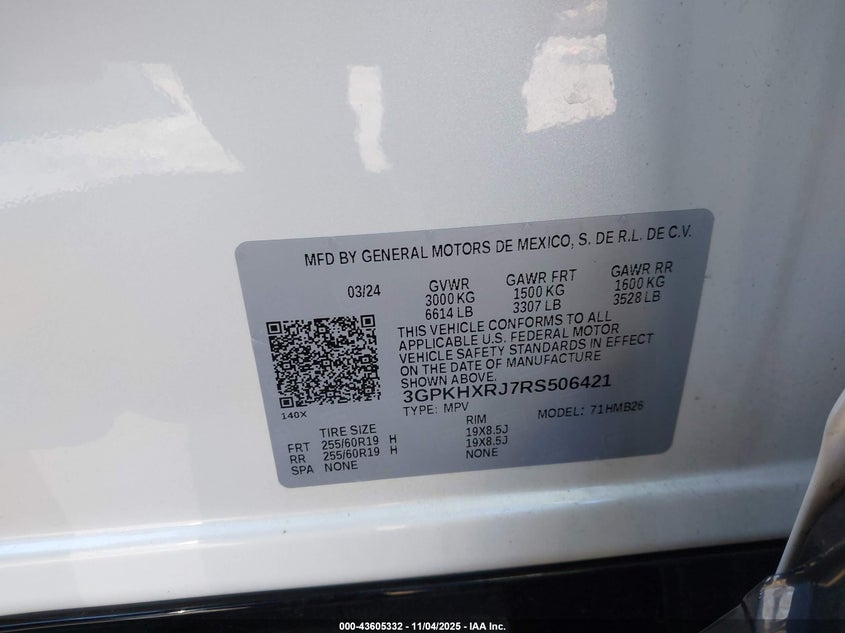 MFD BY GENERAL MOTORS DE MEXICO, S. DE R.L. DE C.V.
03/24 GVWR GAWR FRT GAWR RR
3000 KG 1500 KG 1600 KG
6614 LB 3307 LB 3528 LB
THIS VEHICLE CONFORMS TO ALL
APPLICABLE U.S. FEDERAL MOTOR
VEHICLE SAFETY STANDARDS IN EFFECT
ON THE DATE OF MANUFACTURE
SHOWN ABOVE.
3GPKHXRJ7RS506421
140X
TYPE: MPV MODEL: 71HMB26
TIRE SIZE RIM
FRT 255/60R19 H 19X8.5J
RR 255/60R19 H 19X8.5J
SPA NONE NONE
000-43605332 - 11/04/2025 - IAA Inc.